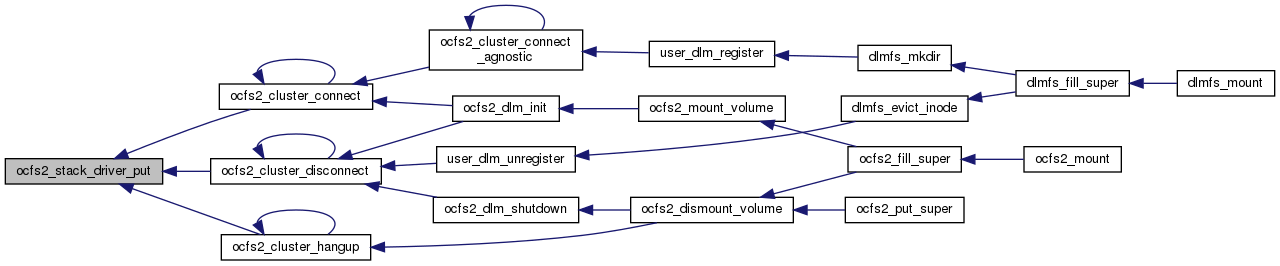 ocfs2_cluster_connect
_agnostic
user_dlm_register
dlmfs_mkdir
dlmfs_fill_super
dlmfs_mount
ocfs2_cluster_connect
ocfs2_dlm_init
ocfs2_mount_volume
dlmfs_evict_inode
ocfs2_stack_driver_put
ocfs2_cluster_disconnect
user_dlm_unregister
ocfs2_fill_super
ocfs2_mount
ocfs2_dlm_shutdown
ocfs2_dismount_volume
ocfs2_put_super
ocfs2_cluster_hangup